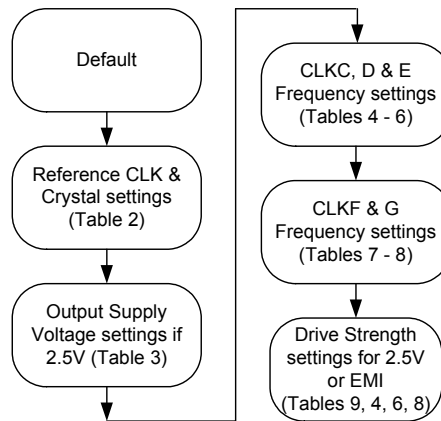 Default
Reference CLK &
Crystal settings
(Table 2)
Output Supply
Voltage settings if
2.5V (Table 3)
CLKC, D & E
Frequency settings
(Tables 4 - 6)
CLKF & G
Frequency settings
(Tables 7 - 8)
Drive Strength
settings for 2.5V
or EMI
(Tables 9, 4, 6, 8)